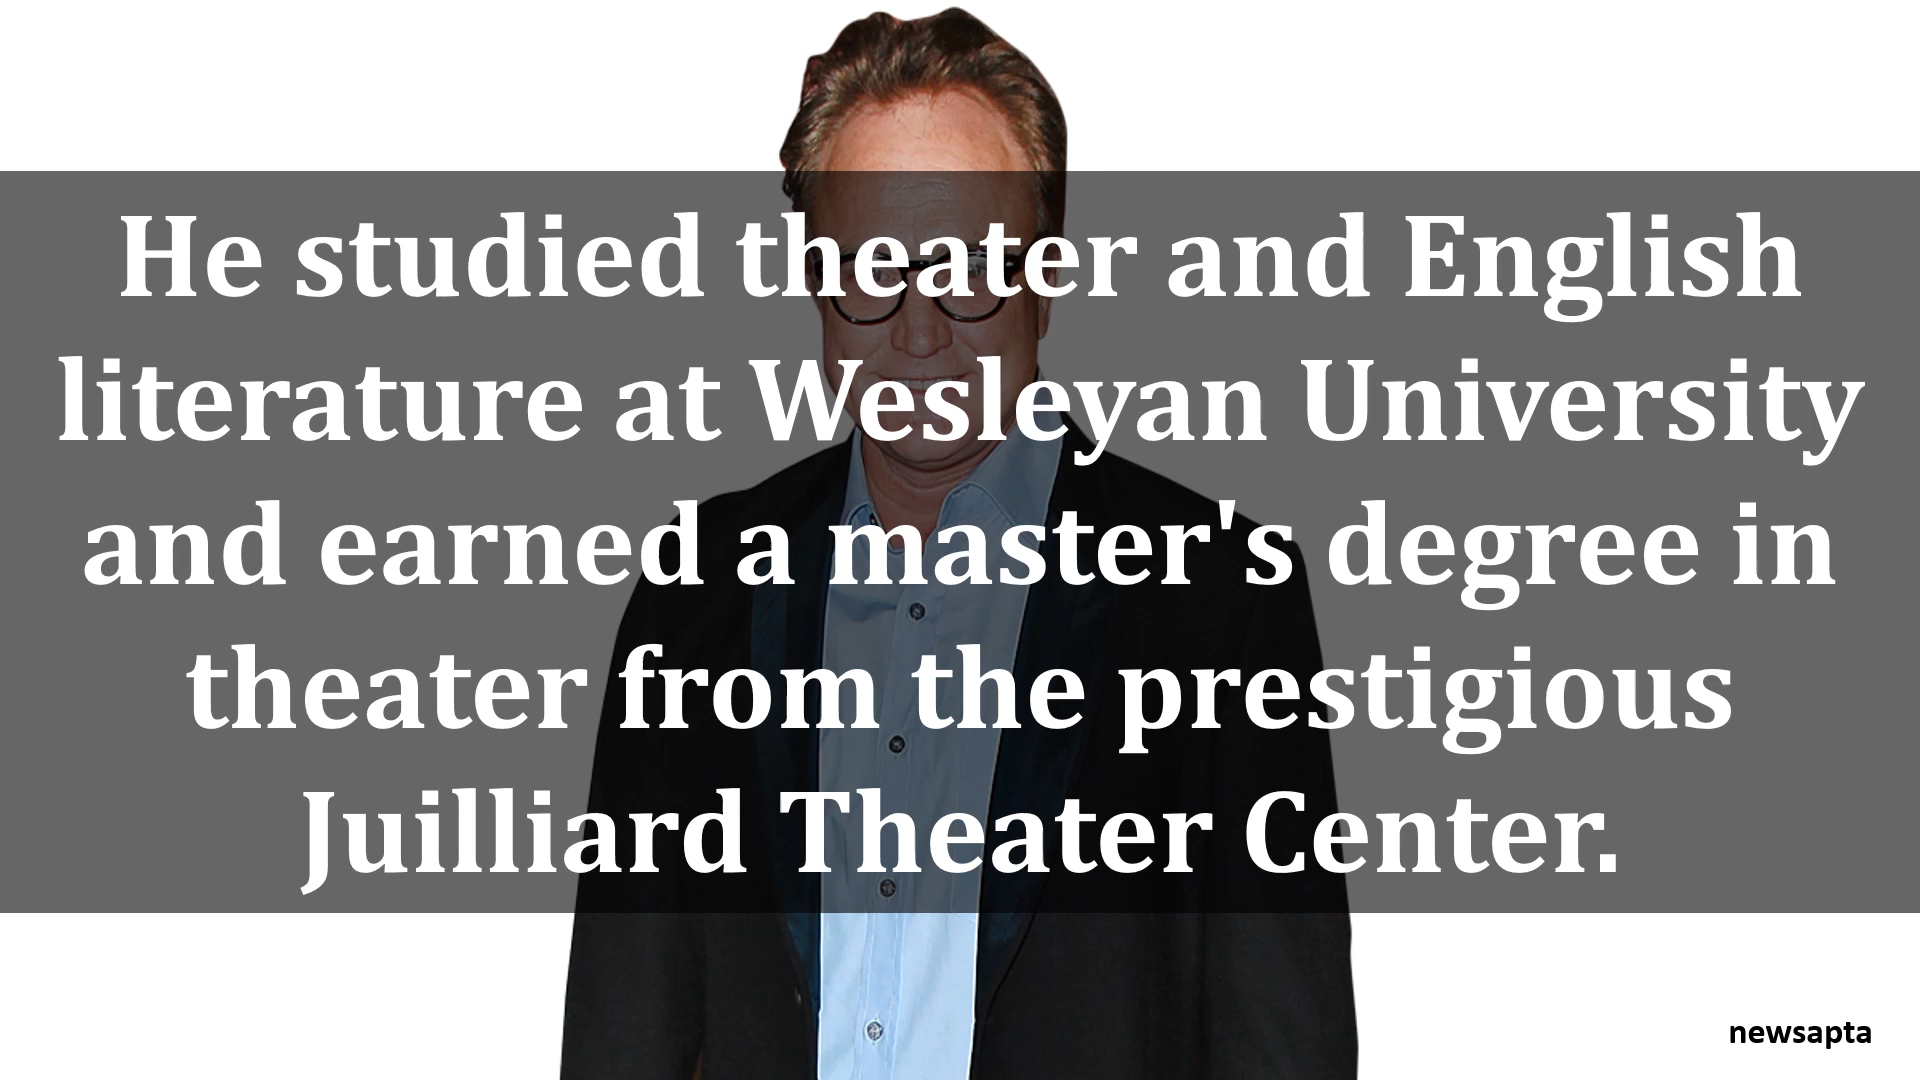 He studied theater and English
literature at Wesleyan University
and earned a master's degree in
theater from the prestigious
Juilliard Theater Center.
newsapta